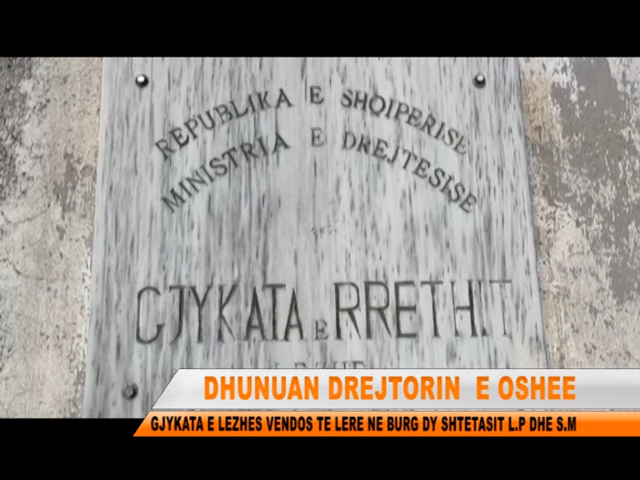 REPUBLIKA E SHQIPERISE
MINISTRIA E DREJTESISE
GJYKATA E RRETHIT
DHUNUAN DREJTORIN E OSHEE
GJYKATA E LEZHES VENDOS TE LERE NE BURG DY SHTETASIT L.P DHE S.M